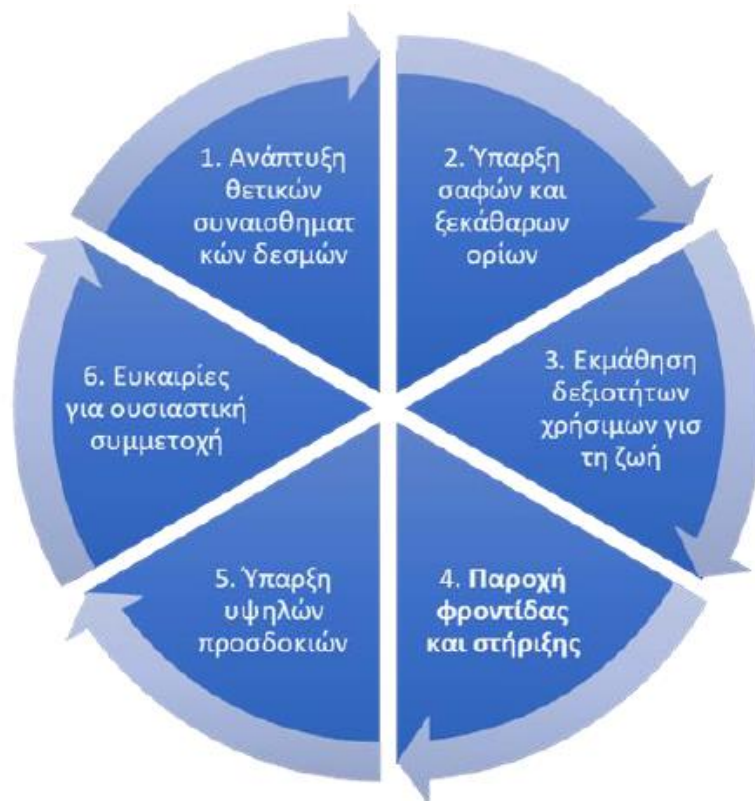 1. Ανάπτυξη
θετικών
συναισθηματ
κών δεσμών
2. Ύπαρξη
σαφών και
ξεκάθαρων
ορίων
3. Εκμάθηση
δεξιοτήτων
χρήσιμων γισ
τη ζωή
4. Παροχή
φροντίδας
και στήριξης
5. Ύπαρξη
υψηλών
προσδοκιών
6. Ευκαιρίες
για ουσιαστική
συμμετοχή